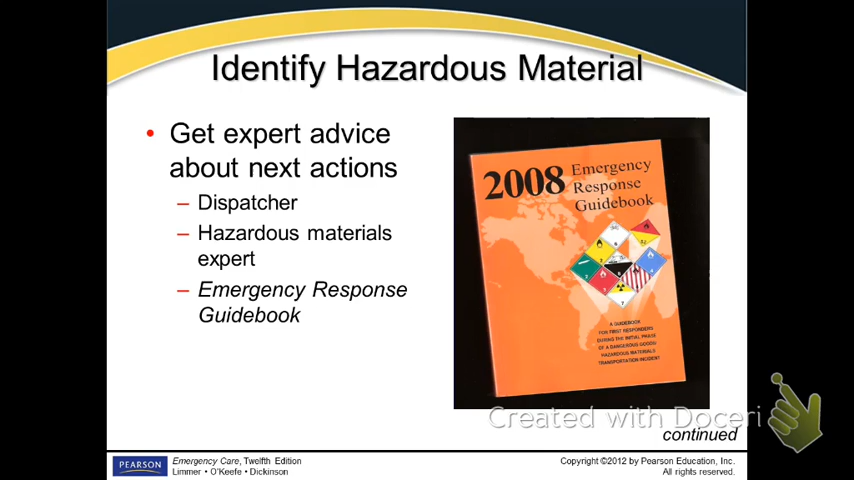 Identify Hazardous Material
• Get expert advice
about next actions
– Dispatcher
– Hazardous materials
expert
– Emergency Response
Guidebook
2008 Emergency
Response
Guidebook
A GUIDEBOOK
FOR FIRST RESPONDERS
DURING THE INITIAL PHASE
OF A DANGEROUS GOODS/
HAZARDOUS MATERIALS
TRANSPORTATION INCIDENT
Created with Doceri
continued
PEARSON
Emergency Care, Twelfth Edition
Limmer • O'Keefe • Dickinson
Copyright ©2012 by Pearson Education, Inc.
All rights reserved.